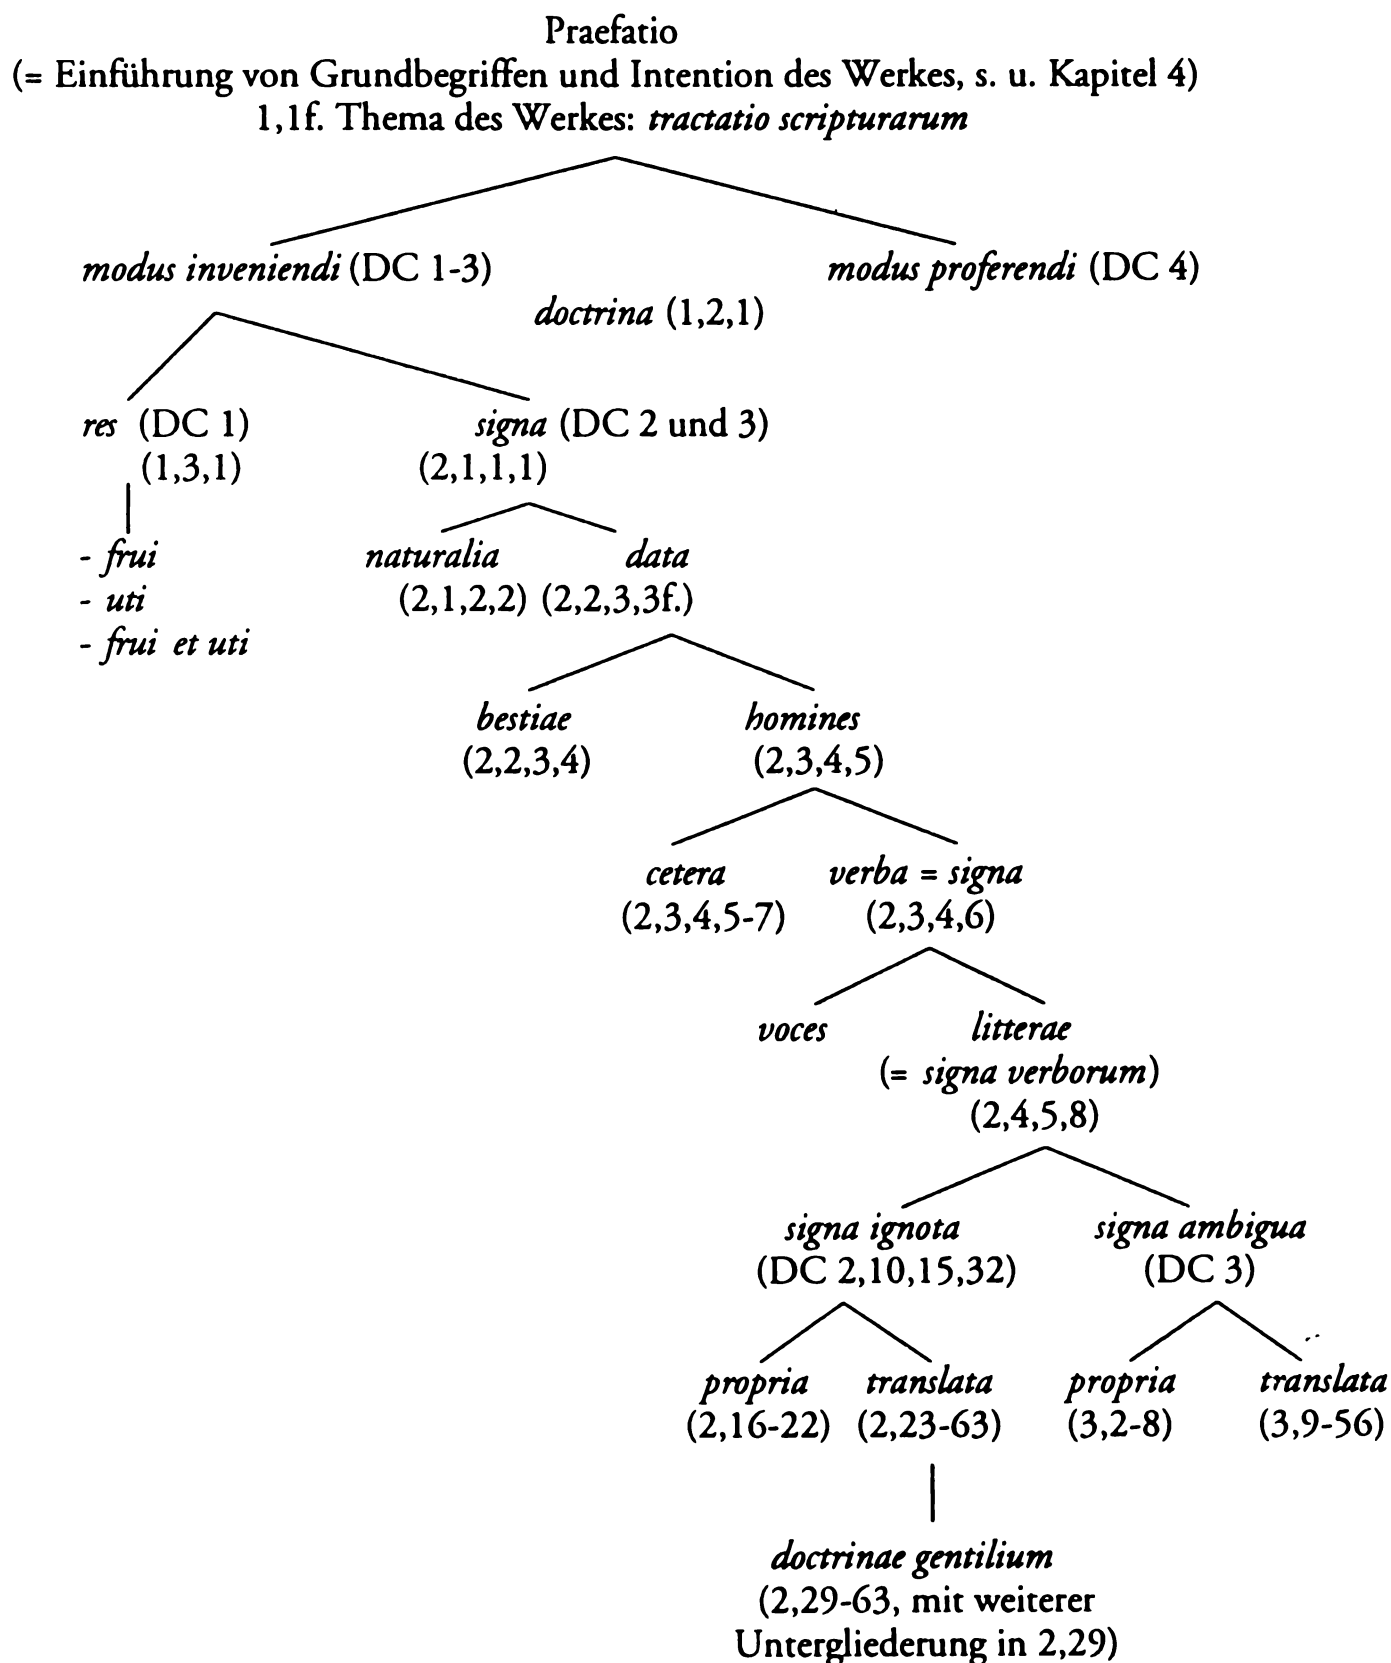 Praefatio
(= Einführung von Grundbegriffen und Intention des Werkes, s. u. Kapitel 4)
1,1f. Thema des Werkes: tractatio scripturarum
modus inveniendi (DC 1-3) modus proferendi (DC 4)
doctrina (1,2,1)
res (DC 1) signa (DC 2 und 3)
(1,3,1) (2,1,1,1)
- frui naturalia data
- uti (2,1,2,2) (2,2,3,3f.)
- frui et uti
bestiae homines
(2,2,3,4) (2,3,4,5)
cetera verba = signa
(2,3,4,5-7) (2,3,4,6)
voces litterae
(= signa verborum)
(2,4,5,8)
signa ignota signa ambigua
(DC 2,10,15,32) (DC 3)
propria translata propria translata
(2,16-22) (2,23-63) (3,2-8) (3,9-56)
doctrinae gentilium
(2,29-63, mit weiterer
Untergliederung in 2,29)